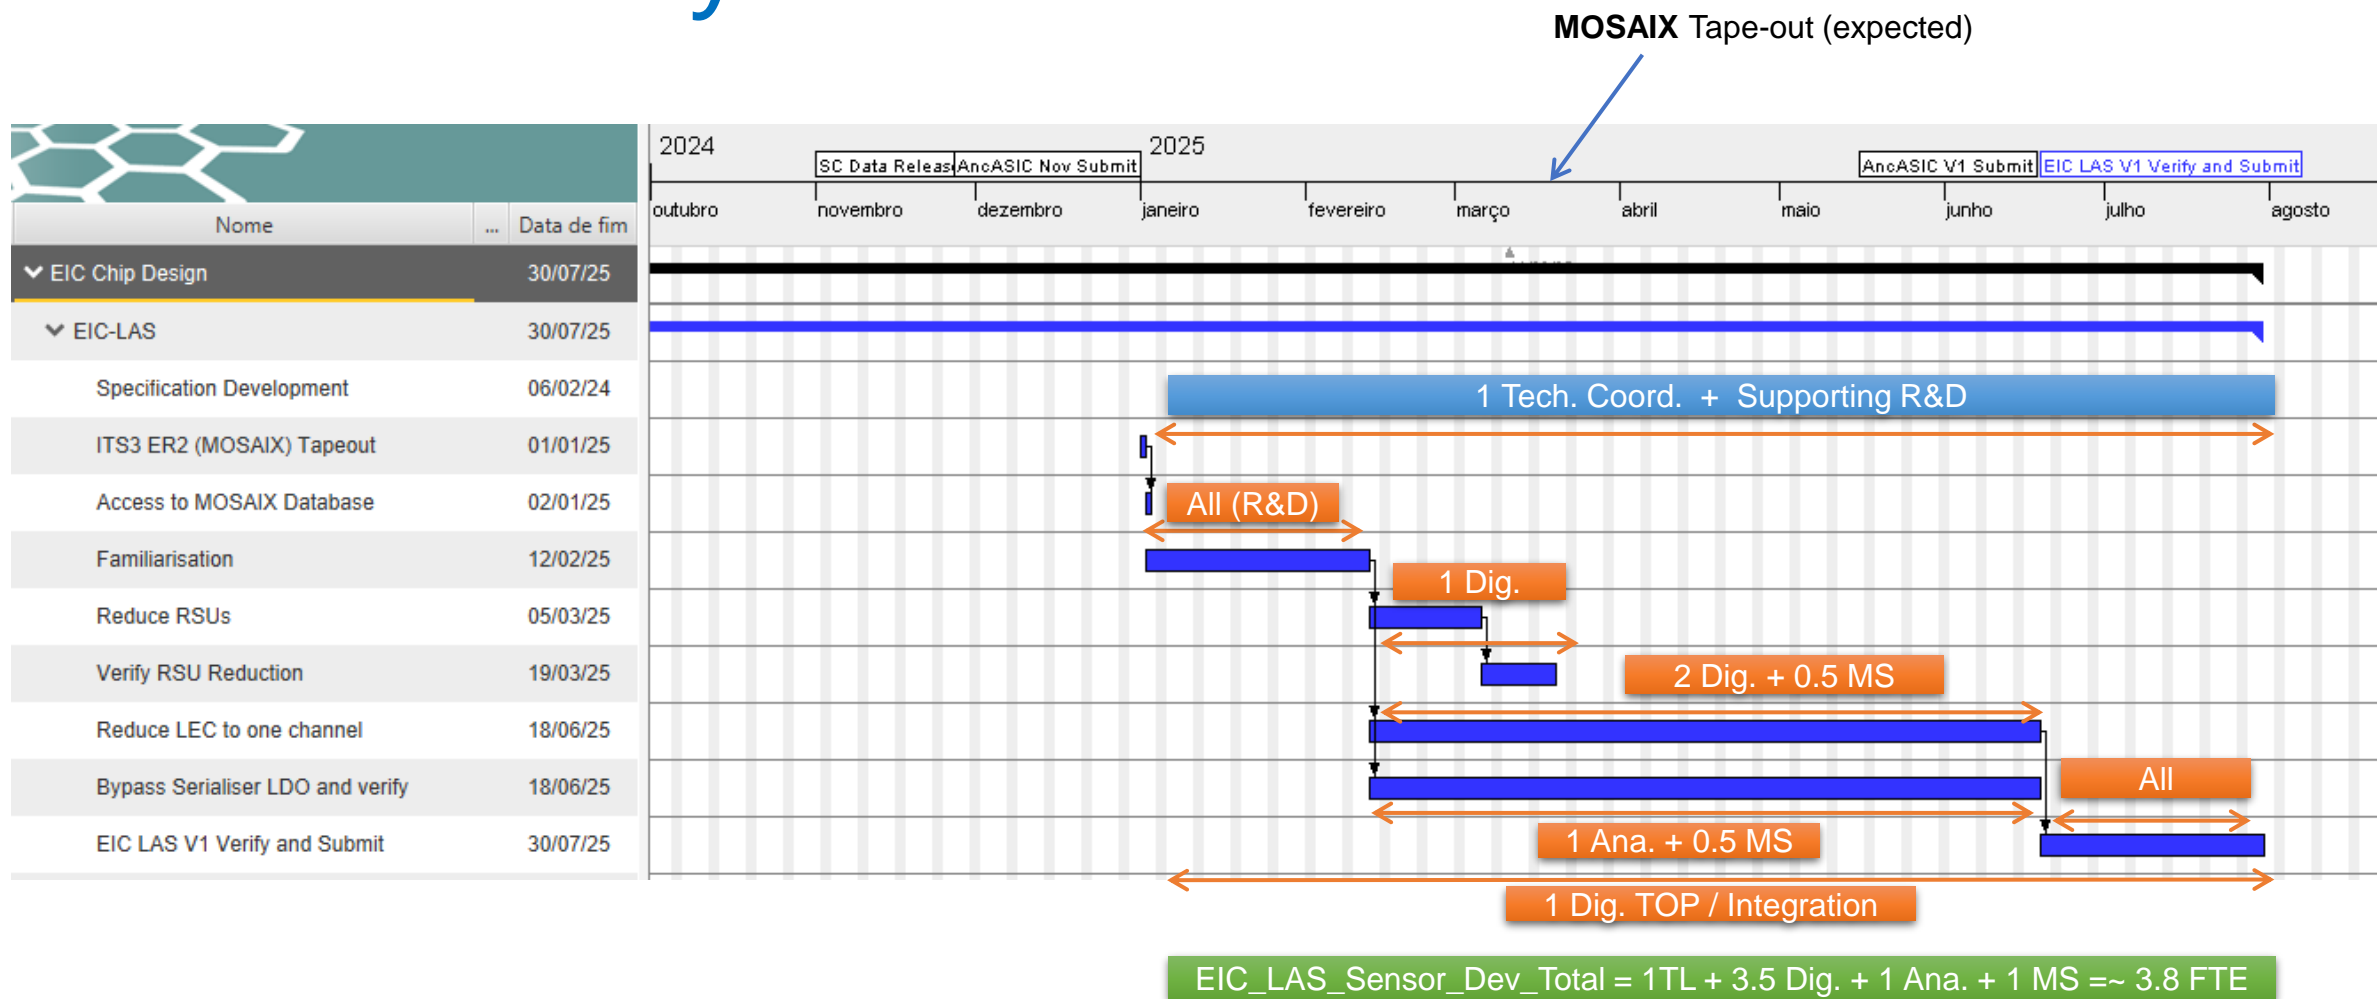 MOSAIX Tape-out (expected)
2024
2025
SC Data Releas
AncASIC Nov Submit
AncASIC V1 Submit
EIC LAS V1 Verify and Submit
Nome
...
Data de fim
outubro
novembro
dezembro
janeiro
fevereiro
março
abril
maio
junho
julho
agosto
EIC Chip Design 30/07/25
EIC-LAS 30/07/25
Specification Development 06/02/24
1 Tech. Coord. + Supporting R&D
ITS3 ER2 (MOSAIX) Tapeout 01/01/25
Access to MOSAIX Database 02/01/25
All (R&D)
Familiarisation 12/02/25
1 Dig.
Reduce RSUs 05/03/25
Verify RSU Reduction 19/03/25
2 Dig. + 0.5 MS
Reduce LEC to one channel 18/06/25
Bypass Serialiser LDO and verify 18/06/25
All
EIC LAS V1 Verify and Submit 30/07/25
1 Ana. + 0.5 MS
1 Dig. TOP / Integration
EIC_LAS_Sensor_Dev_Total = 1TL + 3.5 Dig. + 1 Ana. + 1 MS =~ 3.8 FTE